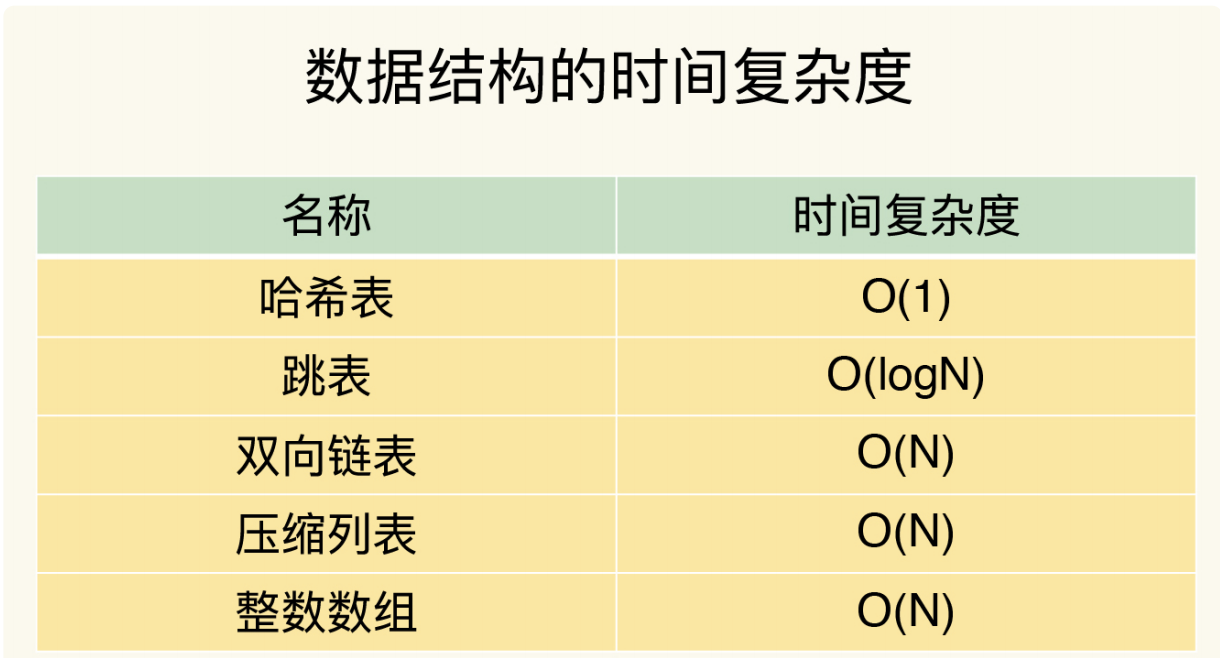 数据结构的时间复杂度
名称 时间复杂度
哈希表 O(1)
跳表 O(logN)
双向链表 O(N)
压缩列表 O(N)
整数数组 O(N)